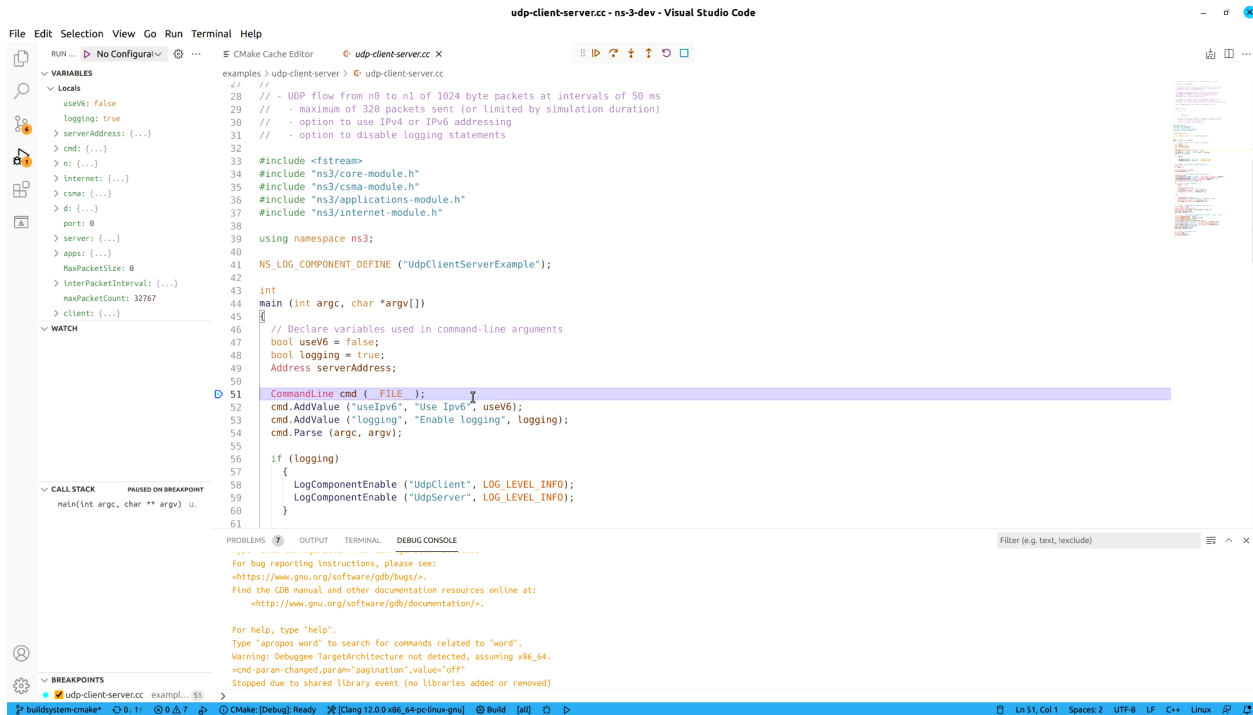 udp-client-server.cc - ns-3-dev - Visual Studio Code
File Edit Selection View Go Run Terminal Help
RUN ... No Configurat
CMake Cache Editor
udp-client-server.cc
VARIABLES
Locals
useV6: false
logging: true
serverAddress: {...}
cmd: {...}
n: {...}
internet: {...}
csma: {...}
d: {...}
port: 0
server: {...}
apps: {...}
MaxPacketSize: 0
interPacketInterval: {...}
maxPacketCount: 32767
client: {...}
WATCH
CALL STACK PAUSED ON BREAKPOINT
main(int argc, char ** argv) u.
BREAKPOINTS
udp-client-server.cc exampl... 51
examples > udp-client-server > udp-client-server.cc
27 //
28 // - UDP flow from n0 to n1 of 1024 byte packets at intervals of 50 ms
29 //   - maximum of 320 packets sent (or limited by simulation duration)
30 //   - option to use IPv4 or IPv6 addressing
31 //   - option to disable logging statements
32
33 #include <fstream>
34 #include "ns3/core-module.h"
35 #include "ns3/csma-module.h"
36 #include "ns3/applications-module.h"
37 #include "ns3/internet-module.h"
38
39 using namespace ns3;
40
41 NS_LOG_COMPONENT_DEFINE ("UdpClientServerExample");
42
43 int
44 main (int argc, char *argv[])
45 {
46   // Declare variables used in command-line arguments
47   bool useV6 = false;
48   bool logging = true;
49   Address serverAddress;
50
51   CommandLine cmd (__FILE__);
52   cmd.AddValue ("useIpv6", "Use Ipv6", useV6);
53   cmd.AddValue ("logging", "Enable logging", logging);
54   cmd.Parse (argc, argv);
55
56   if (logging)
57     {
58       LogComponentEnable ("UdpClient", LOG_LEVEL_INFO);
59       LogComponentEnable ("UdpServer", LOG_LEVEL_INFO);
60     }
61
PROBLEMS 7 OUTPUT TERMINAL DEBUG CONSOLE Filter (e.g. text, !exclude)
For bug reporting instructions, please see:
<https://www.gnu.org/software/gdb/bugs/>.
Find the GDB manual and other documentation resources online at:
<http://www.gnu.org/software/gdb/documentation/>.
For help, type "help".
Type "apropos word" to search for commands related to "word".
Warning: Debuggee TargetArchitecture not detected, assuming x86_64.
=cmd-param-changed,param="pagination",value="off"
Stopped due to shared library event (no libraries added or removed)
buildsystem-cmake* 0↓ 1↑ 0 7 CMake: [Debug]: Ready [Clang 12.0.0 x86_64-pc-linux-gnu] Build [all] Ln 51, Col 1 Spaces: 2 UTF-8 LF C++ Linux